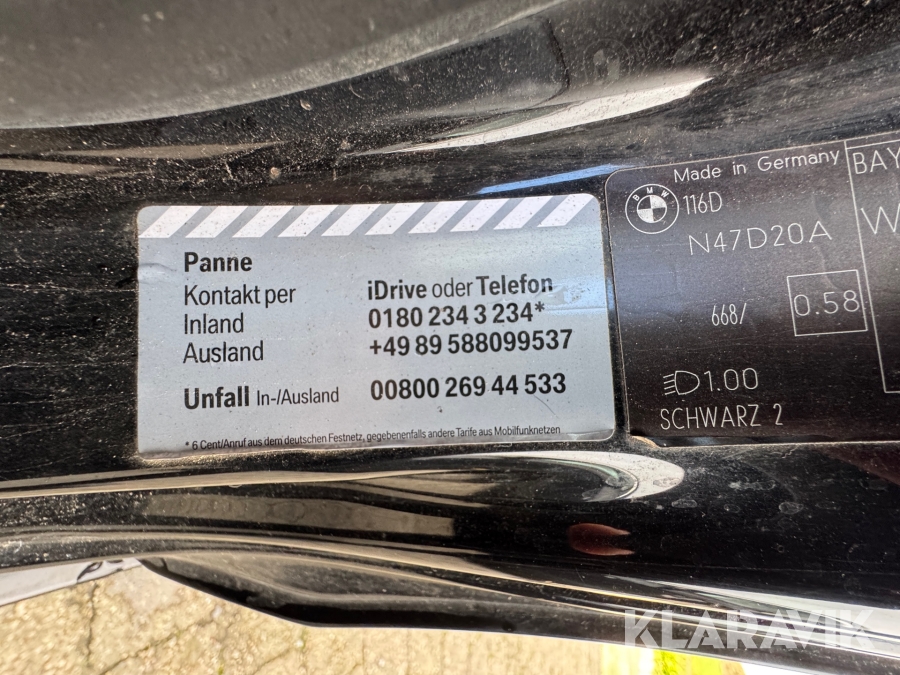 Panne
Kontakt per iDrive oder Telefon
Inland 0180 234 3 234*
Ausland +49 89 588099537
Unfall In-/Ausland 00800 269 44 533
* 6 Cent/Anruf aus dem deutschen Festnetz, gegebenenfalls andere Tarife aus Mobilfunknetzen
Made in Germany
BMW
116D
N47D20A
668/ 0.58
1.00
SCHWARZ 2
BAY
W
KLARAVIK